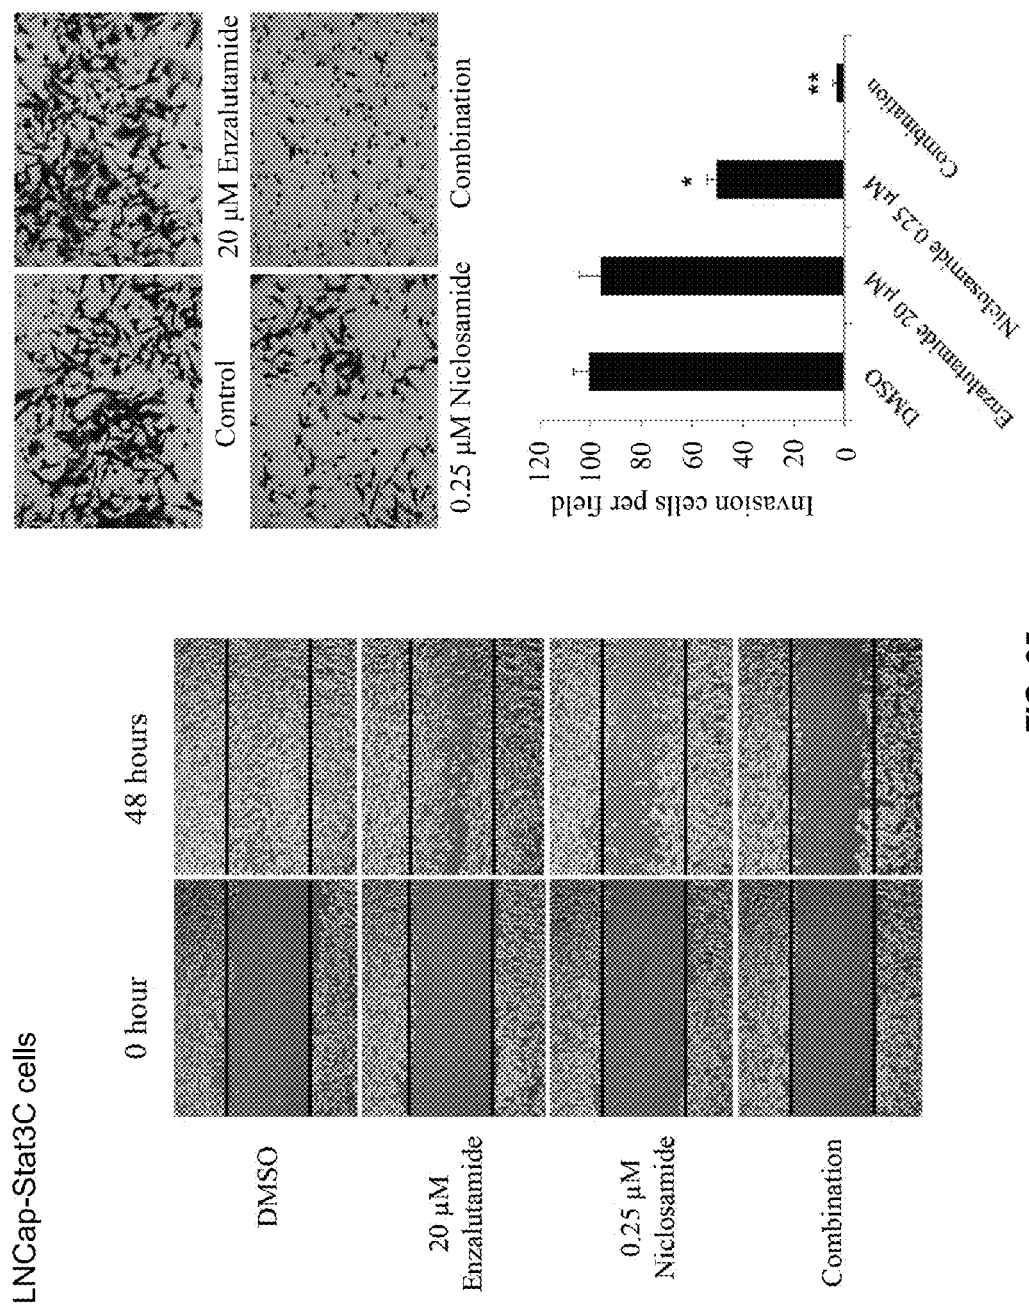 LNCap-Stat3C cells
0 hour
48 hours
DMSO
20 µM
Enzalutamide
0.25 µM
Niclosamide
Combination
Control
20 µM Enzalutamide
0.25 µM Niclosamide
Combination
Invasion cells per field
120
100
80
60
40
20
0
*
**
DMSO
Enzalutamide 20 µM
Niclosamide 0.25 µM
Combination